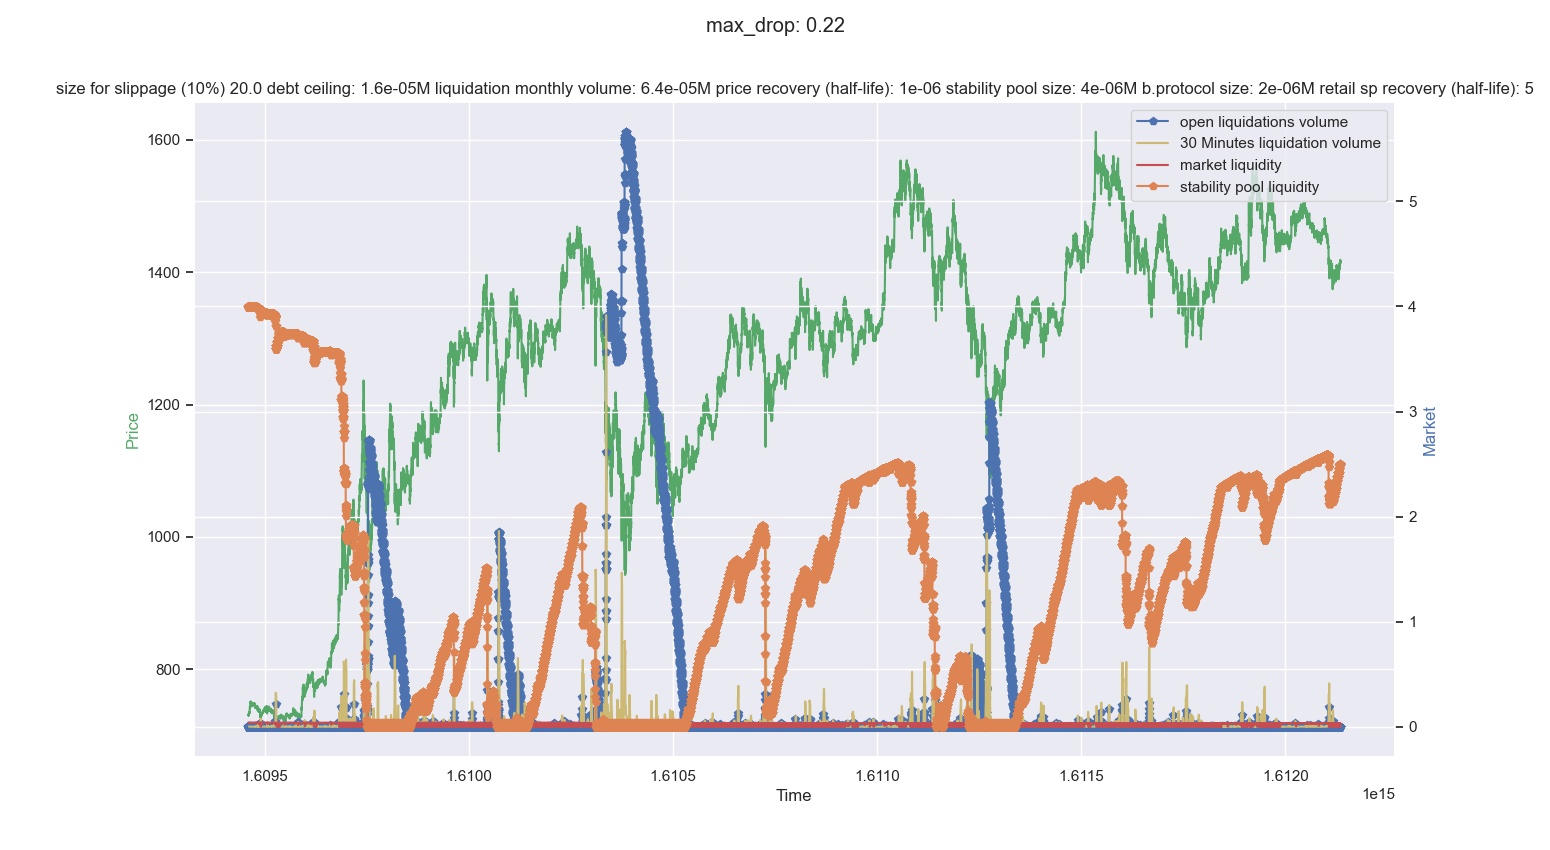 max_drop: 0.22
size for slippage (10%) 20.0 debt ceiling: 1.6e-05M liquidation monthly volume: 6.4e-05M price recovery (half-life): 1e-06 stability pool size: 4e-06M b.protocol size: 2e-06M retail sp recovery (half-life): 5
open liquidations volume
30 Minutes liquidation volume
market liquidity
stability pool liquidity
1600
1400
1200
1000
800
Price
5
4
3
2
1
0
Market
1.6095
1.6100
1.6105
1.6110
1.6115
1.6120
Time
1e15